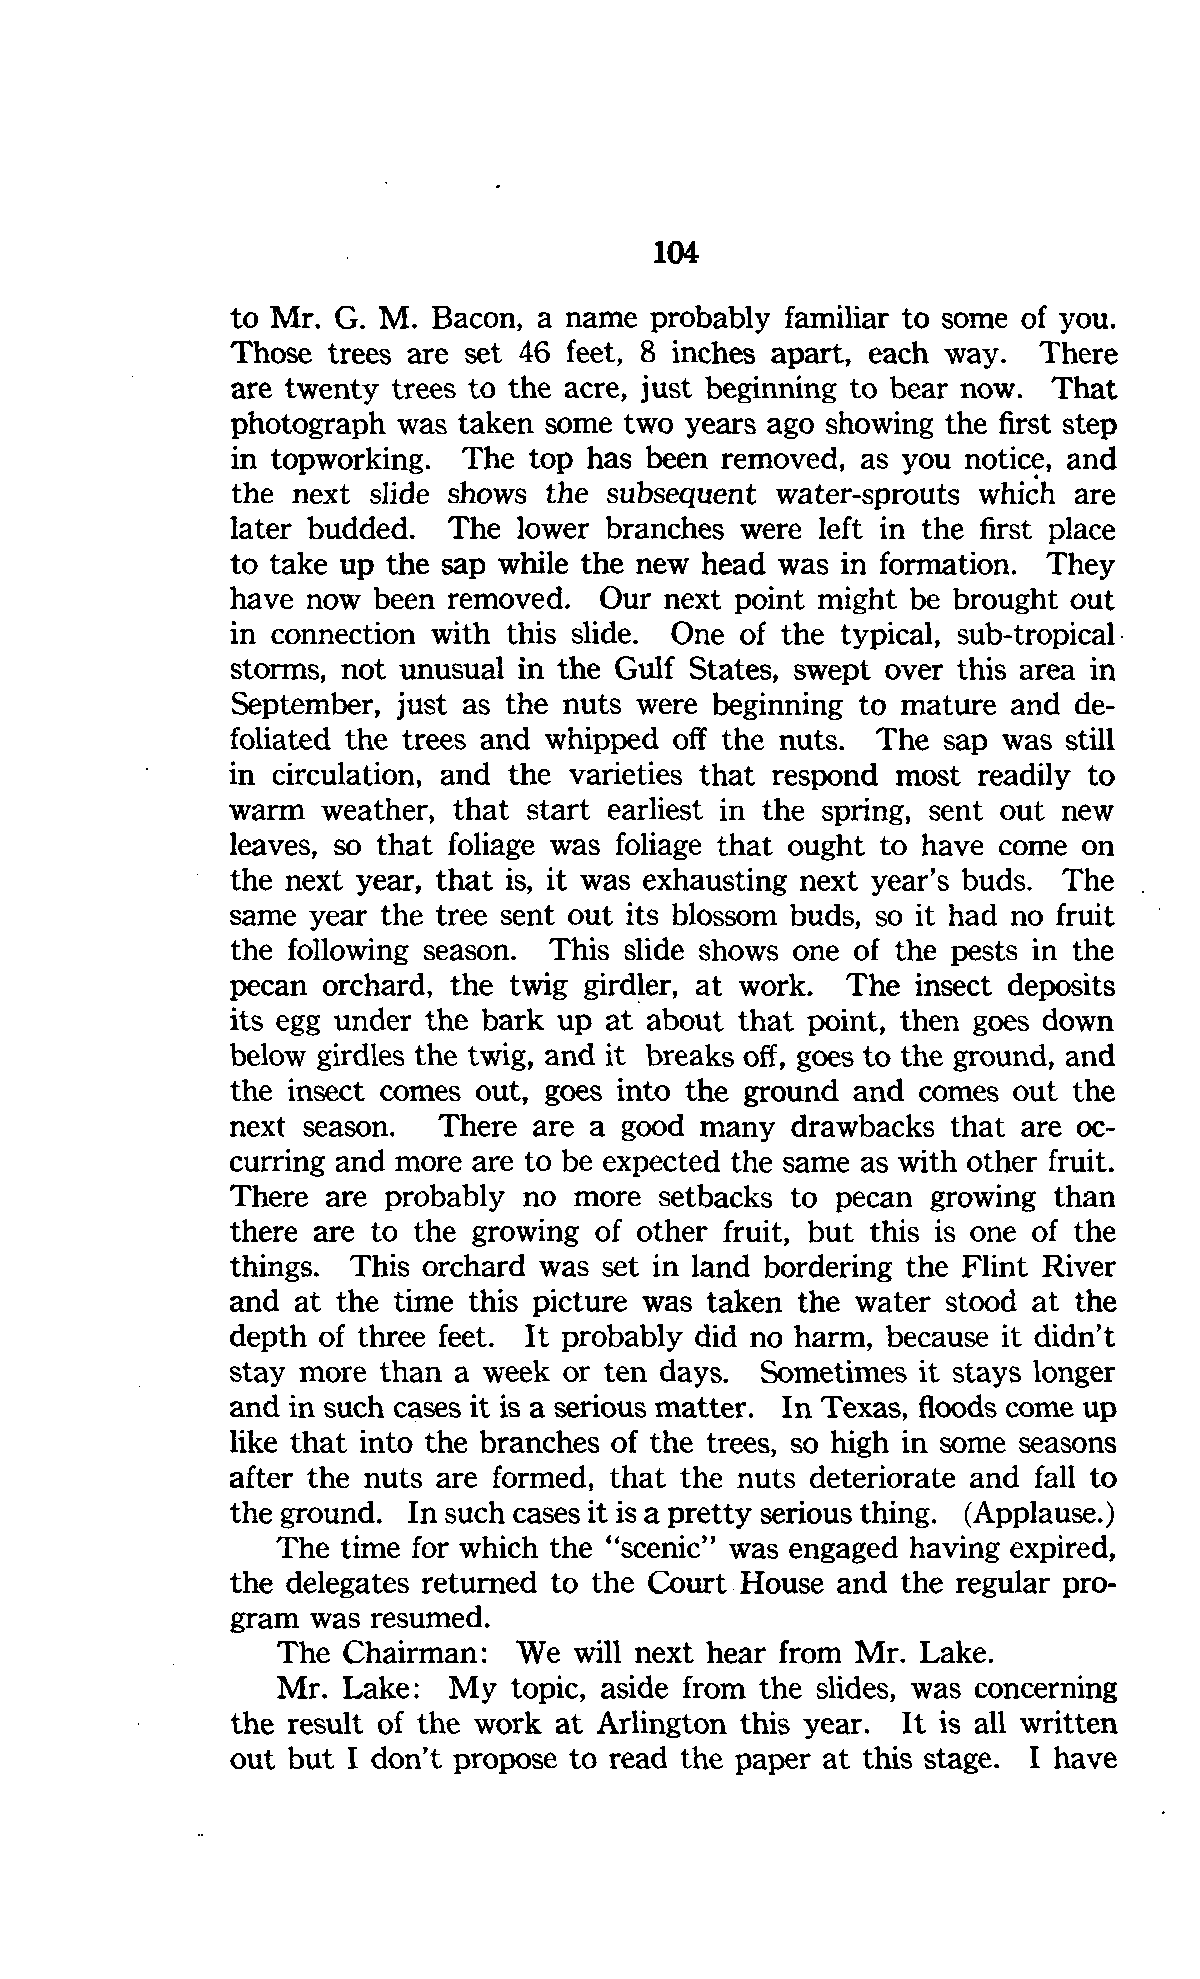 104
to Mr. G. M. Bacon, a name probably familiar to some of you.
Those trees are set 46 feet, 8 inches apart, each way. There
are twenty trees to the acre, just beginning to bear now. That
photograph was taken some two years ago showing the first step
in topworking. The top has been removed, as you notice, and
the next slide shows the subsequent water-sprouts which are
later budded. The lower branches were left in the first place
to take up the sap while the new head was in formation. They
have now been removed. Our next point might be brought out
in connection with this slide. One of the typical, sub-tropical
storms, not unusual in the Gulf States, swept over this area in
September, just as the nuts were beginning to mature and de-
foliated the trees and whipped off the nuts. The sap was still
in circulation, and the varieties that respond most readily to
warm weather, that start earliest in the spring, sent out new
leaves, so that foliage was foliage that ought to have come on
the next year, that is, it was exhausting next year's buds. The
same year the tree sent out its blossom buds, so it had no fruit
the following season. This slide shows one of the pests in the
pecan orchard, the twig girdler, at work. The insect deposits
its egg under the bark up at about that point, then goes down
below girdles the twig, and it breaks off, goes to the ground, and
the insect comes out, goes into the ground and comes out the
next season. There are a good many drawbacks that are oc-
curring and more are to be expected the same as with other fruit.
There are probably no more setbacks to pecan growing than
there are to the growing of other fruit, but this is one of the
things. This orchard was set in land bordering the Flint River
and at the time this picture was taken the water stood at the
depth of three feet. It probably did no harm, because it didn't
stay more than a week or ten days. Sometimes it stays longer
and in such cases it is a serious matter. In Texas, floods come up
like that into the branches of the trees, so high in some seasons
after the nuts are formed, that the nuts deteriorate and fall to
the ground. In such cases it is a pretty serious thing. (Applause.)
The time for which the "scenic" was engaged having expired,
the delegates returned to the Court House and the regular pro-
gram was resumed.
The Chairman: We will next hear from Mr. Lake.
Mr. Lake: My topic, aside from the slides, was concerning
the result of the work at Arlington this year. It is all written
out but I don't propose to read the paper at this stage. I have